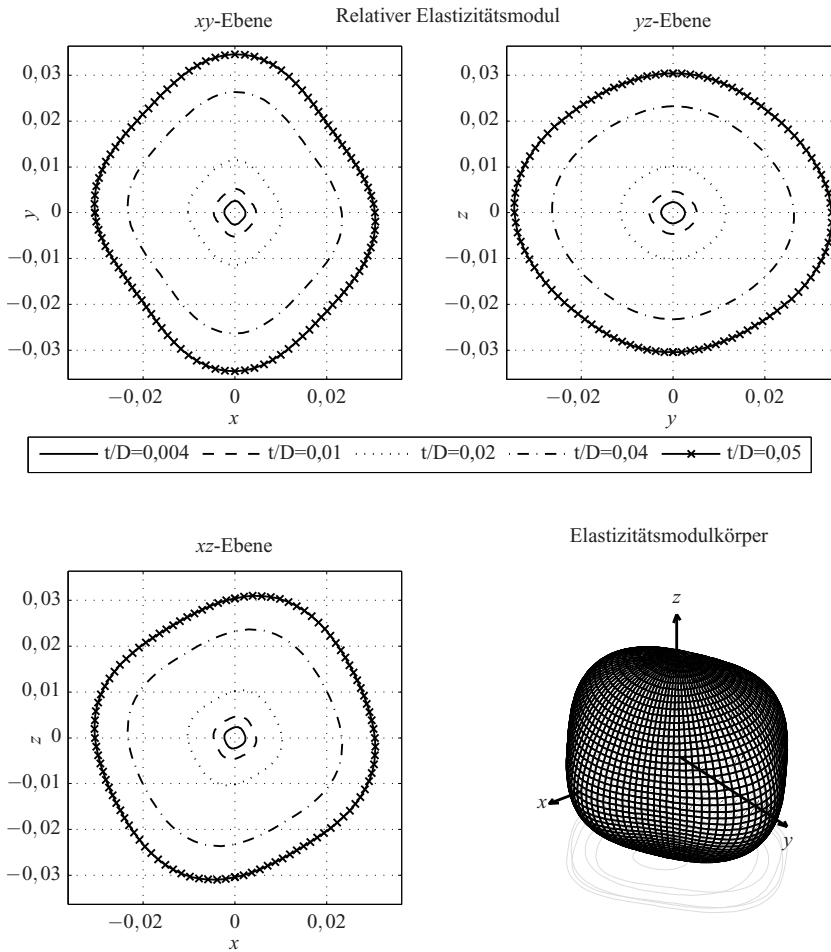 Relativer Elastizitätsmodul
xy-Ebene
yz-Ebene
0,03
0,02
0,01
0
−0,01
−0,02
−0,03
y
−0,02
0
0,02
x
0,03
0,02
0,01
0
−0,01
−0,02
−0,03
z
−0,02
0
0,02
y
t/D=0,004
t/D=0,01
t/D=0,02
t/D=0,04
t/D=0,05
xz-Ebene
0,03
0,02
0,01
0
−0,01
−0,02
−0,03
z
−0,02
0
0,02
x
Elastizitätsmodulkörper
z
x
y